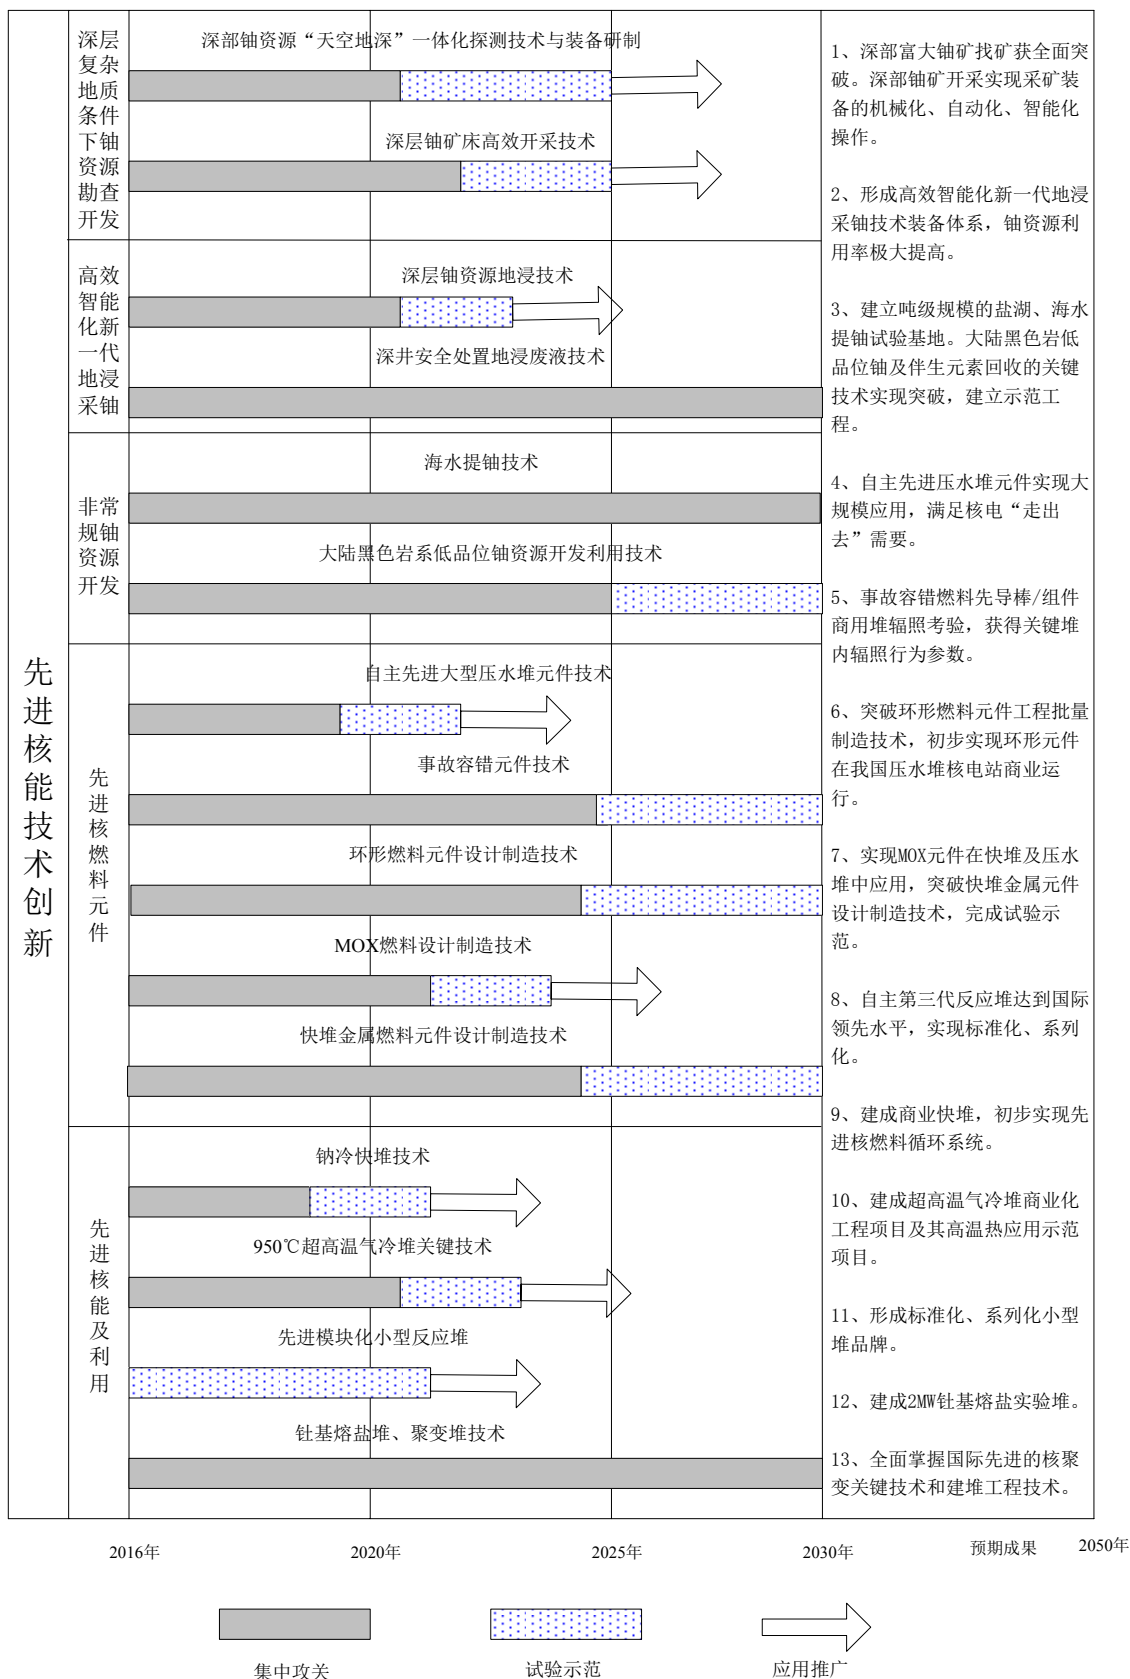 先进核能技术创新
深层
复杂
地质
条件
下铀
资源
勘查
开发
深部铀资源“天空地深”一体化探测技术与装备研制
深层铀矿床高效开采技术
高效
智能
化新
一代
地浸
采铀
深层铀资源地浸技术
深井安全处置地浸废液技术
非常
规铀
资源
开发
海水提铀技术
大陆黑色岩系低品位铀资源开发利用技术
先进核燃料元件
自主先进大型压水堆元件技术
事故容错元件技术
环形燃料元件设计制造技术
MOX燃料设计制造技术
快堆金属燃料元件设计制造技术
先进核能及利用
钠冷快堆技术
950℃超高温气冷堆关键技术
先进模块化小型反应堆
钍基熔盐堆、聚变堆技术
1、深部富大铀矿找矿获全面突
破。深部铀矿开采实现采矿装
备的机械化、自动化、智能化
操作。
2、形成高效智能化新一代地浸
采铀技术装备体系，铀资源利
用率极大提高。
3、建立吨级规模的盐湖、海水
提铀试验基地。大陆黑色岩低
品位铀及伴生元素回收的关键
技术实现突破，建立示范工
程。
4、自主先进压水堆元件实现大
规模应用，满足核电“走出
去”需要。
5、事故容错燃料先导棒/组件
商用堆辐照考验，获得关键堆
内辐照行为参数。
6、突破环形燃料元件工程批量
制造技术，初步实现环形元件
在我国压水堆核电站商业运
行。
7、实现MOX元件在快堆及压水
堆中应用，突破快堆金属元件
设计制造技术，完成试验示
范。
8、自主第三代反应堆达到国际
领先水平，实现标准化、系列
化。
9、建成商业快堆，初步实现先
进核燃料循环系统。
10、建成超高温气冷堆商业化
工程项目及其高温热应用示范
项目。
11、形成标准化、系列化小型
堆品牌。
12、建成2MW钍基熔盐实验堆。
13、全面掌握国际先进的核聚
变关键技术和建堆工程技术。
2016年
2020年
2025年
2030年
预期成果
2050年
集中攻关
试验示范
应用推广